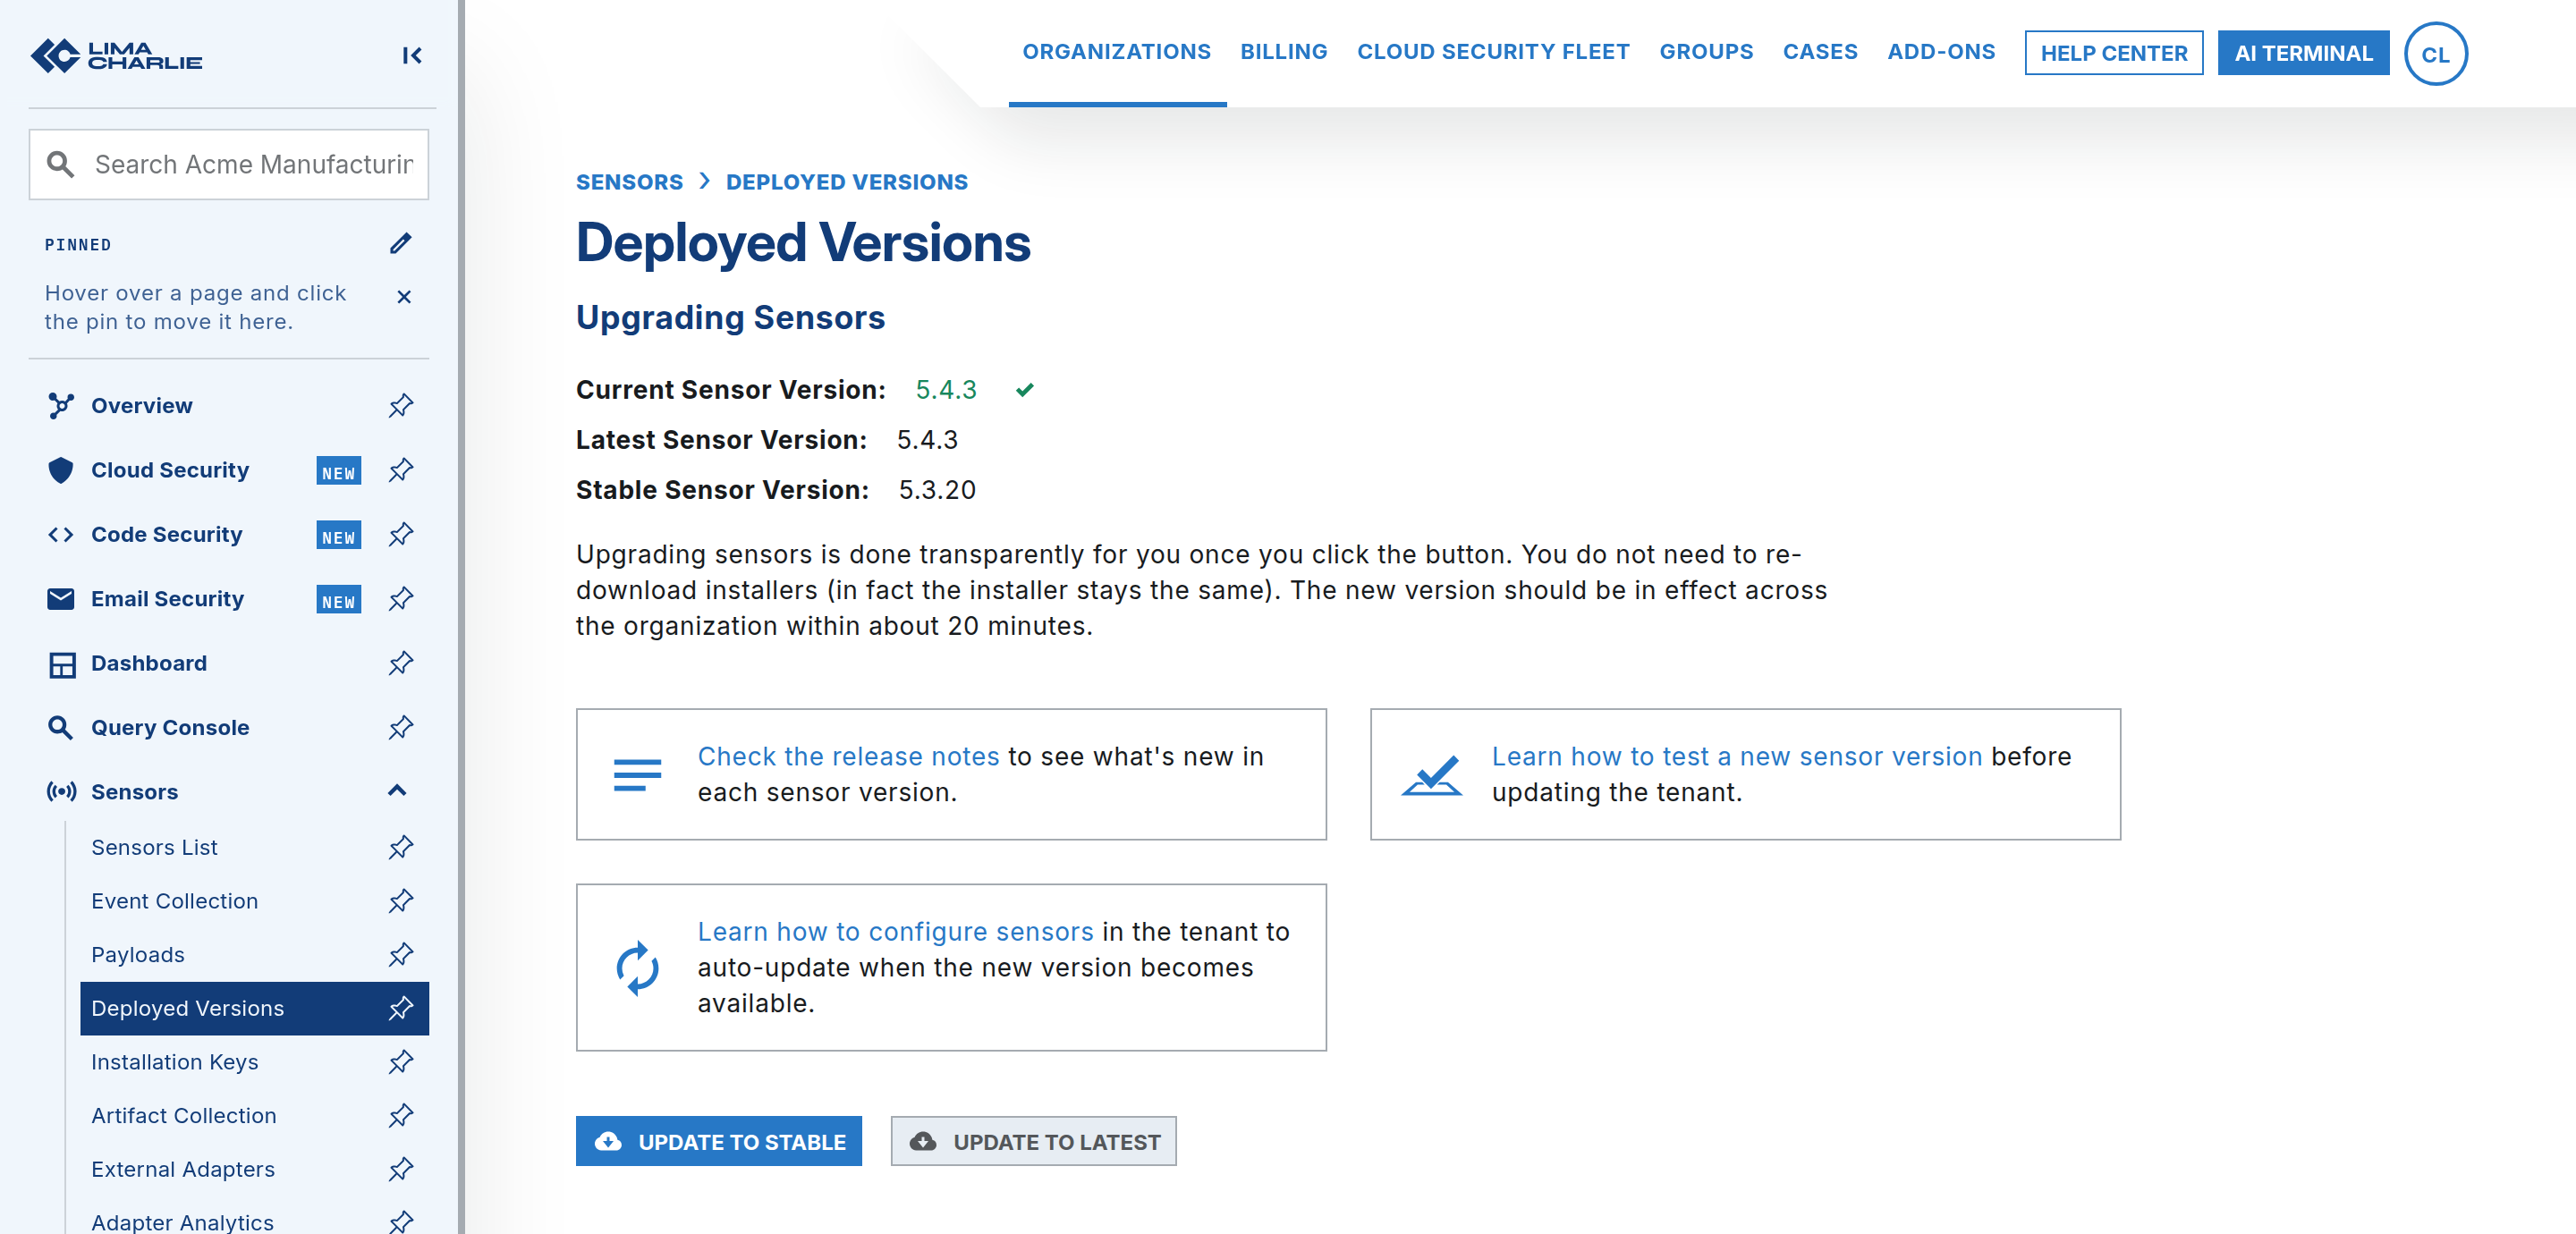 LIMA
CHARLIE
ORGANIZATIONS BILLING CLOUD SECURITY FLEET GROUPS CASES ADD-ONS HELP CENTER AI TERMINAL CL
Search Acme Manufacturin
PINNED
Hover over a page and click
the pin to move it here.
Overview
Cloud Security NEW
Code Security NEW
Email Security NEW
Dashboard
Query Console
Sensors
Sensors List
Event Collection
Payloads
Deployed Versions
Installation Keys
Artifact Collection
External Adapters
Adapter Analytics
SENSORS > DEPLOYED VERSIONS
Deployed Versions
Upgrading Sensors
Current Sensor Version: 5.4.3
Latest Sensor Version: 5.4.3
Stable Sensor Version: 5.3.20
Upgrading sensors is done transparently for you once you click the button. You do not need to re-
download installers (in fact the installer stays the same). The new version should be in effect across
the organization within about 20 minutes.
Check the release notes to see what's new in
each sensor version.
Learn how to test a new sensor version before
updating the tenant.
Learn how to configure sensors in the tenant to
auto-update when the new version becomes
available.
UPDATE TO STABLE
UPDATE TO LATEST